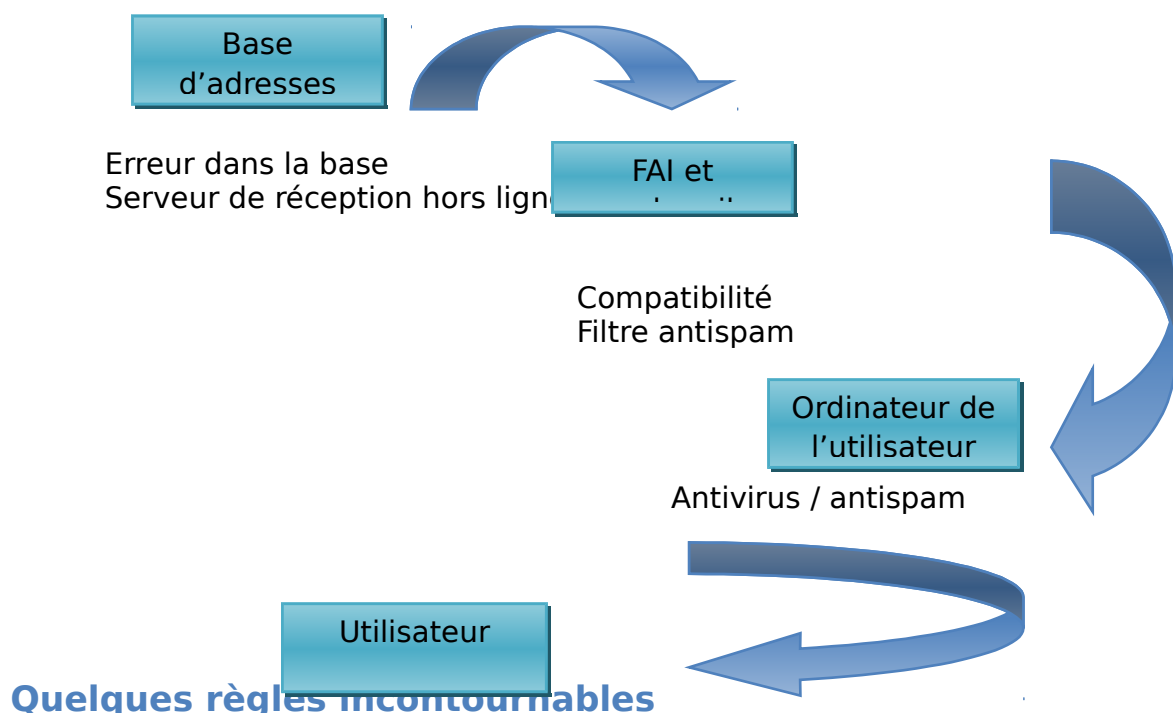 Base
d’adresses
Erreur dans la base
Serveur de réception hors ligne
FAI et
Compatibilité
Filtre antispam
Ordinateur de
l’utilisateur
Antivirus / antispam
Utilisateur
Quelques règles incontournables